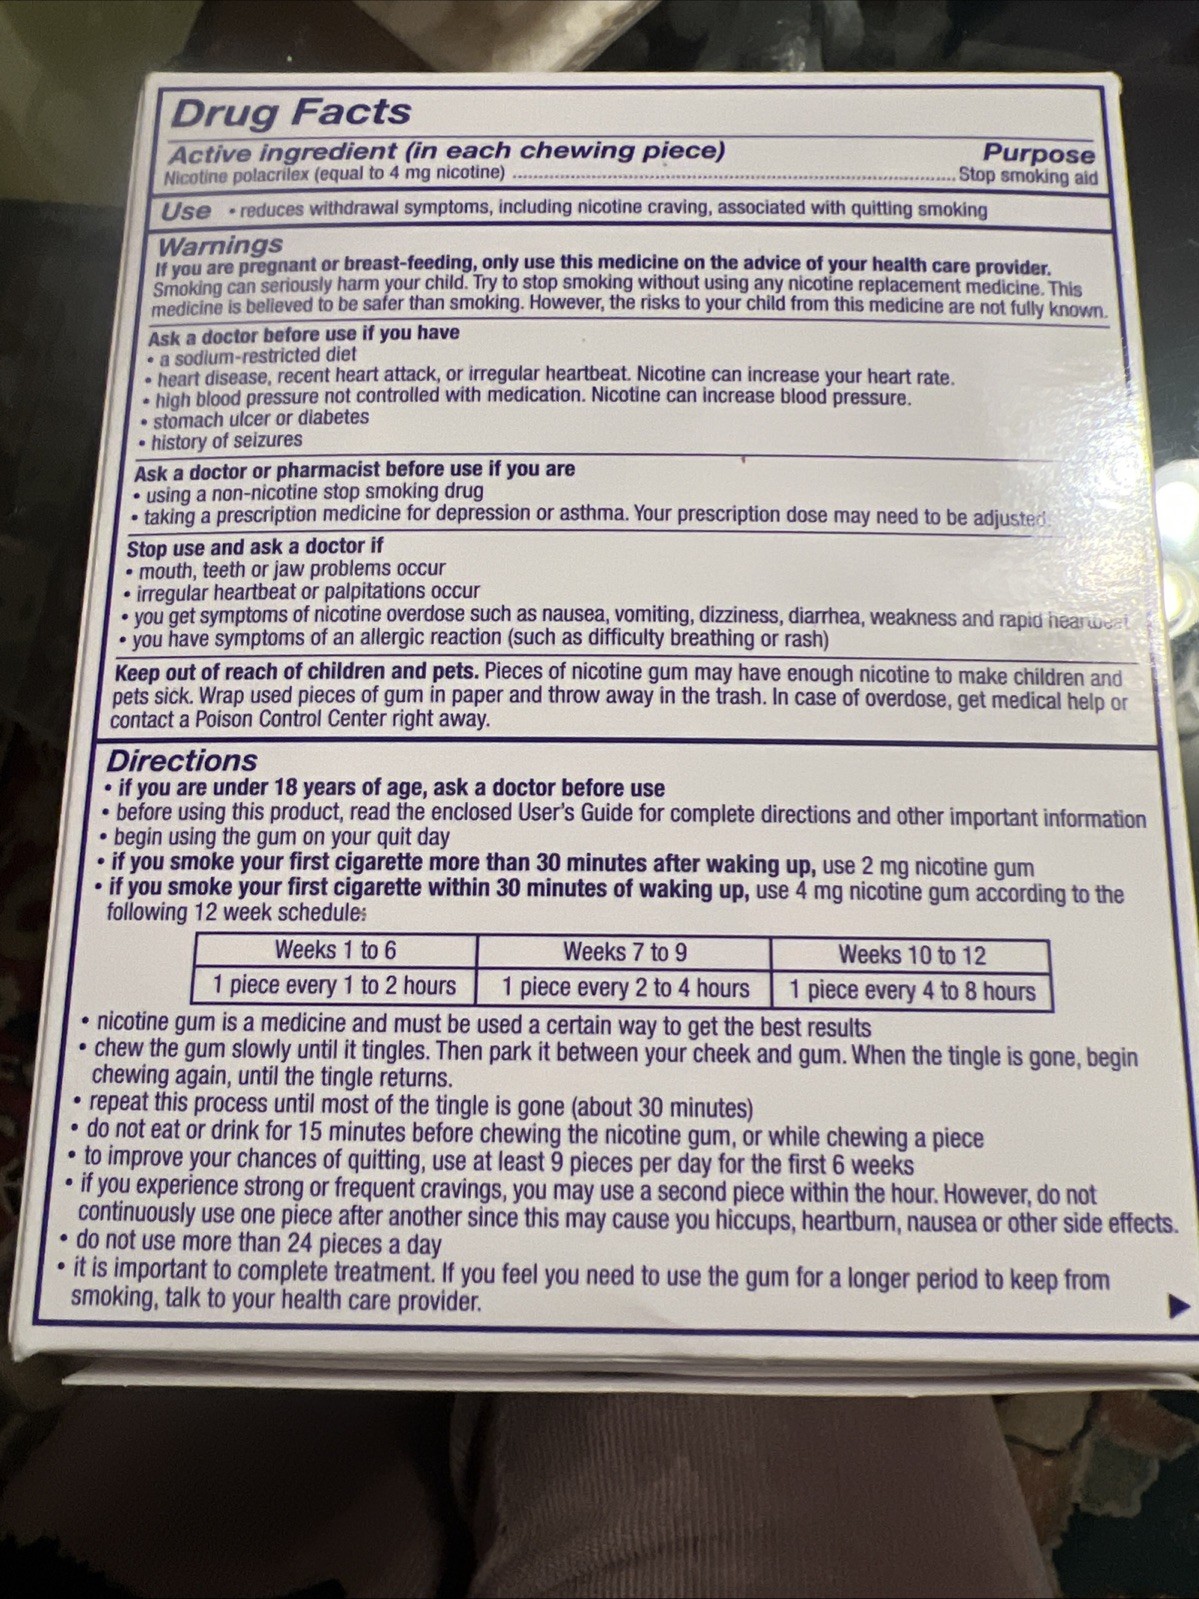 Drug Facts
Active ingredient (in each chewing piece) Purpose
Nicotine polacrilex (equal to 4 mg nicotine) ........................................................................................ Stop smoking aid
Use • reduces withdrawal symptoms, including nicotine craving, associated with quitting smoking
Warnings
If you are pregnant or breast-feeding, only use this medicine on the advice of your health care provider.
Smoking can seriously harm your child. Try to stop smoking without using any nicotine replacement medicine. This
medicine is believed to be safer than smoking. However, the risks to your child from this medicine are not fully known.
Ask a doctor before use if you have
• a sodium-restricted diet
• heart disease, recent heart attack, or irregular heartbeat. Nicotine can increase your heart rate.
• high blood pressure not controlled with medication. Nicotine can increase blood pressure.
• stomach ulcer or diabetes
• history of seizures
Ask a doctor or pharmacist before use if you are
• using a non-nicotine stop smoking drug
• taking a prescription medicine for depression or asthma. Your prescription dose may need to be adjusted.
Stop use and ask a doctor if
• mouth, teeth or jaw problems occur
• irregular heartbeat or palpitations occur
• you get symptoms of nicotine overdose such as nausea, vomiting, dizziness, diarrhea, weakness and rapid heartbeat
• you have symptoms of an allergic reaction (such as difficulty breathing or rash)
Keep out of reach of children and pets. Pieces of nicotine gum may have enough nicotine to make children and
pets sick. Wrap used pieces of gum in paper and throw away in the trash. In case of overdose, get medical help or
contact a Poison Control Center right away.
Directions
• if you are under 18 years of age, ask a doctor before use
• before using this product, read the enclosed User's Guide for complete directions and other important information
• begin using the gum on your quit day
• if you smoke your first cigarette more than 30 minutes after waking up, use 2 mg nicotine gum
• if you smoke your first cigarette within 30 minutes of waking up, use 4 mg nicotine gum according to the
following 12 week schedule:
Weeks 1 to 6 Weeks 7 to 9 Weeks 10 to 12
1 piece every 1 to 2 hours 1 piece every 2 to 4 hours 1 piece every 4 to 8 hours
• nicotine gum is a medicine and must be used a certain way to get the best results
• chew the gum slowly until it tingles. Then park it between your cheek and gum. When the tingle is gone, begin
chewing again, until the tingle returns.
• repeat this process until most of the tingle is gone (about 30 minutes)
• do not eat or drink for 15 minutes before chewing the nicotine gum, or while chewing a piece
• to improve your chances of quitting, use at least 9 pieces per day for the first 6 weeks
• if you experience strong or frequent cravings, you may use a second piece within the hour. However, do not
continuously use one piece after another since this may cause you hiccups, heartburn, nausea or other side effects.
• do not use more than 24 pieces a day
• it is important to complete treatment. If you feel you need to use the gum for a longer period to keep from
smoking, talk to your health care provider.